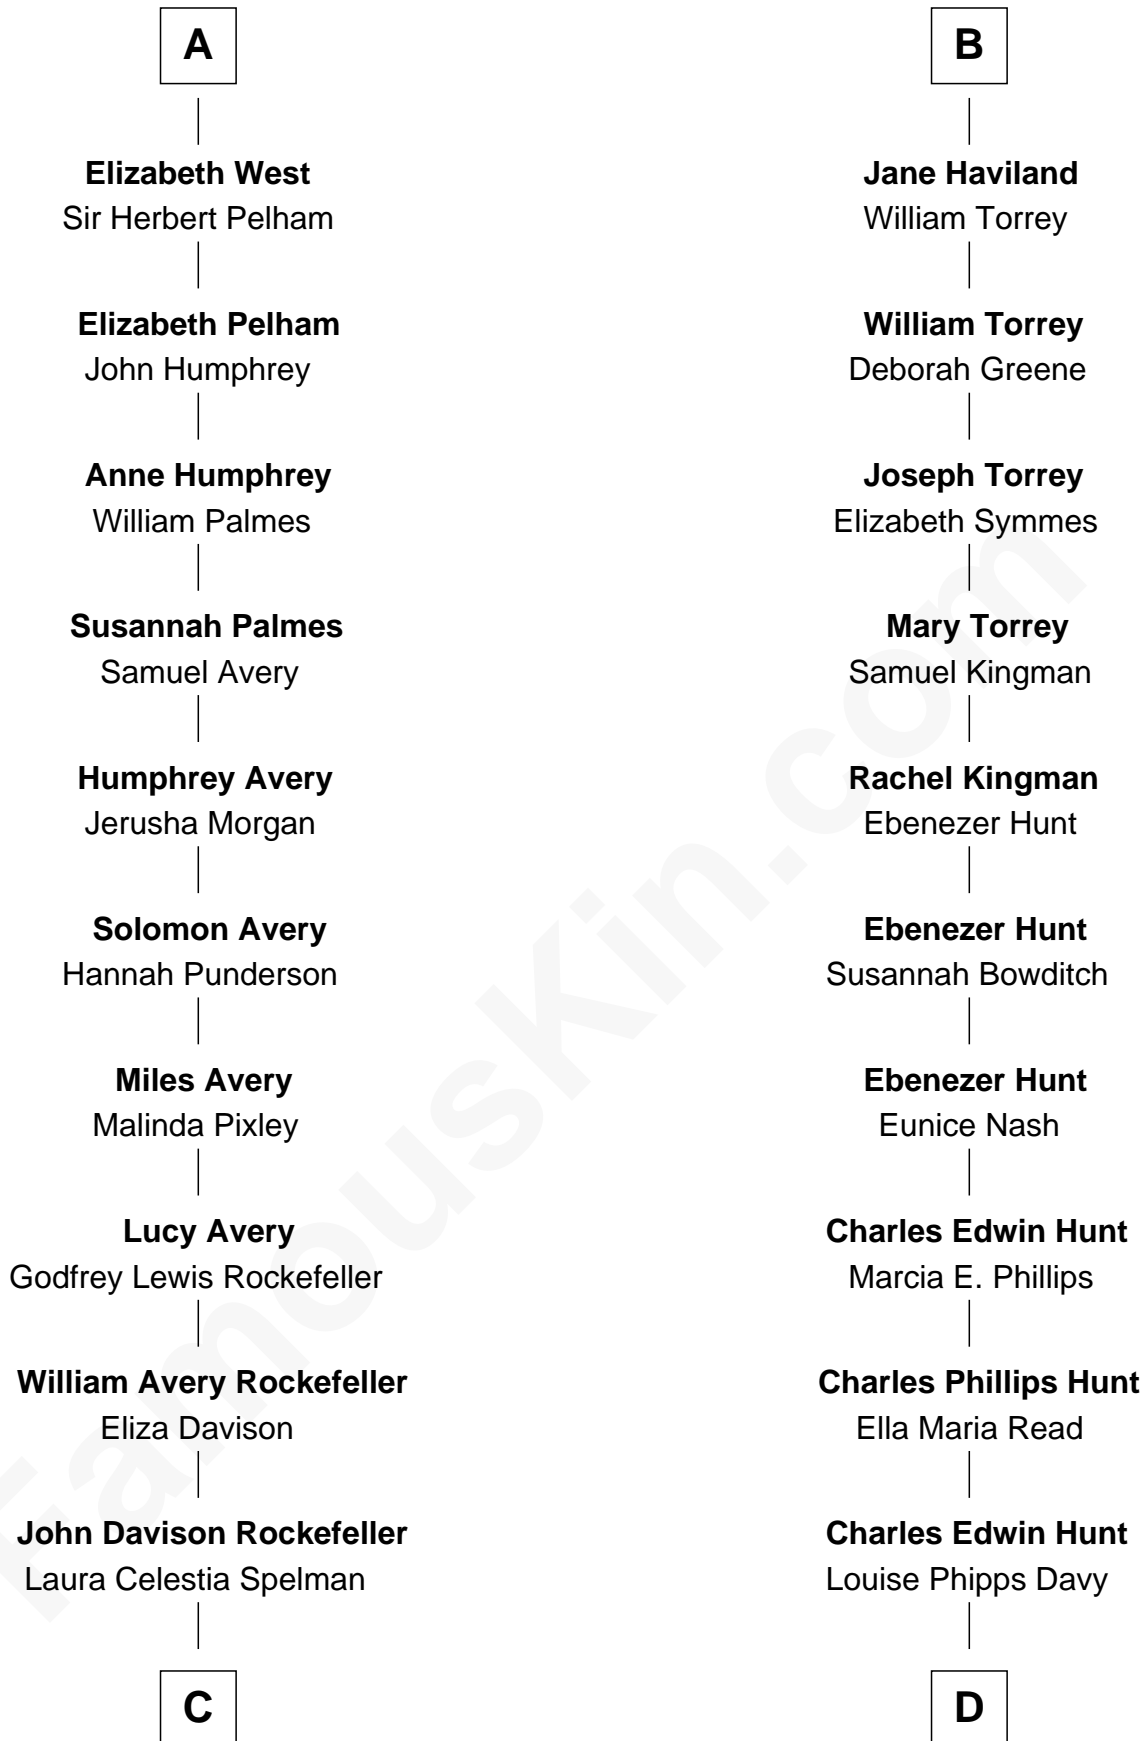 A
Elizabeth West
Sir Herbert Pelham
Elizabeth Pelham
John Humphrey
Anne Humphrey
William Palmes
Susannah Palmes
Samuel Avery
Humphrey Avery
Jerusha Morgan
Solomon Avery
Hannah Punderson
Miles Avery
Malinda Pixley
Lucy Avery
Godfrey Lewis Rockefeller
William Avery Rockefeller
Eliza Davison
John Davison Rockefeller
Laura Celestia Spelman
C
B
Jane Haviland
William Torrey
William Torrey
Deborah Greene
Joseph Torrey
Elizabeth Symmes
Mary Torrey
Samuel Kingman
Rachel Kingman
Ebenezer Hunt
Ebenezer Hunt
Susannah Bowditch
Ebenezer Hunt
Eunice Nash
Charles Edwin Hunt
Marcia E. Phillips
Charles Phillips Hunt
Ella Maria Read
Charles Edwin Hunt
Louise Phipps Davy
D
FamousKin.com